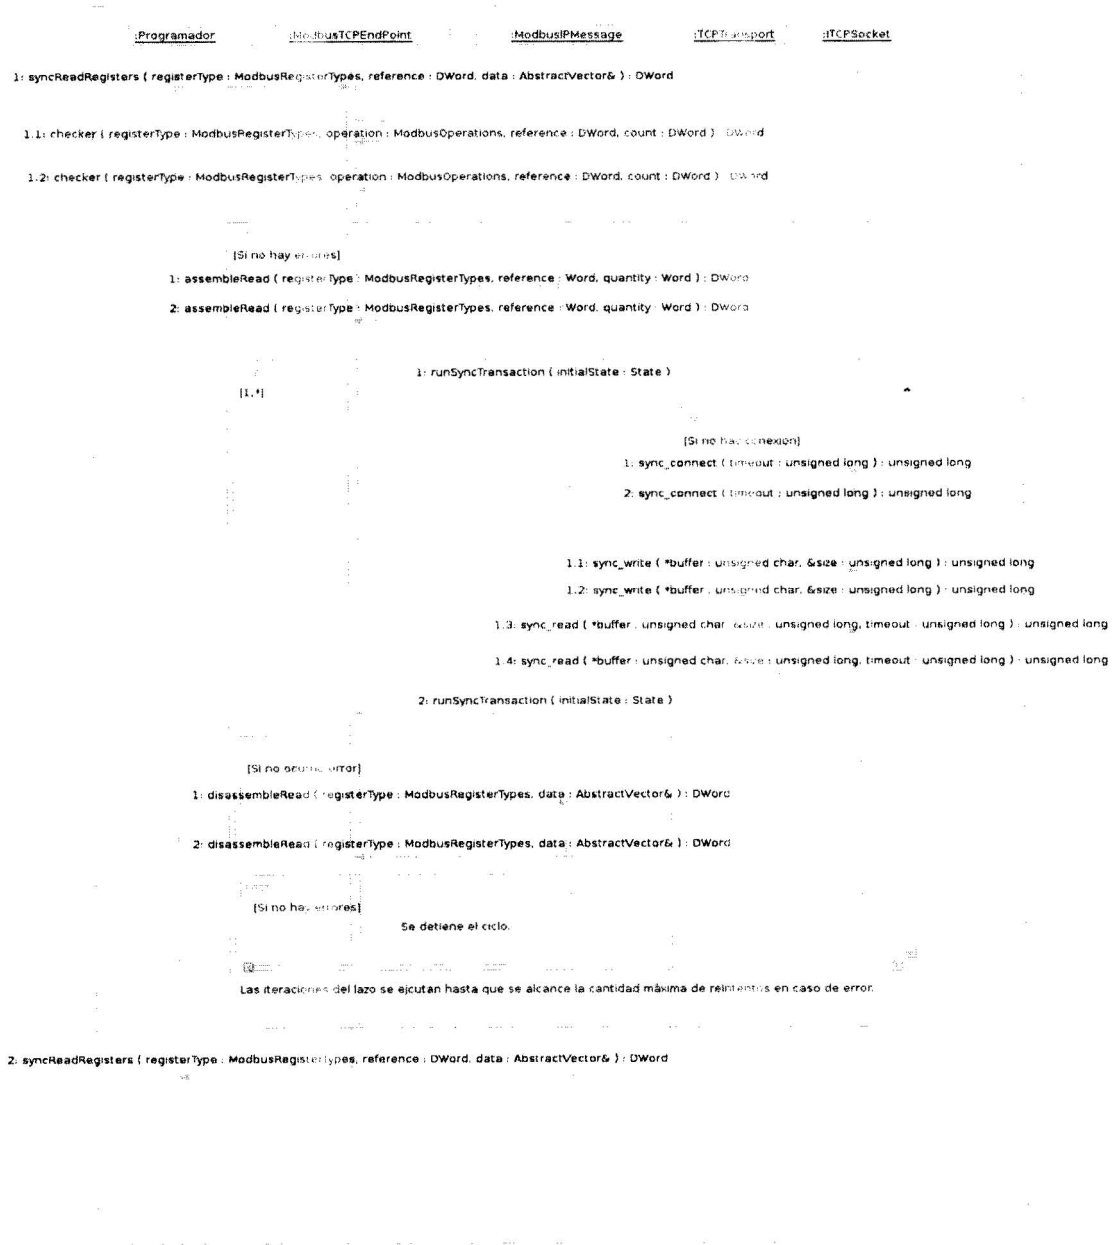 :Programador :ModbusTCPEndPoint :ModbusIPMessage :TCPTransport :ITCPSocket
1: syncReadRegisters ( registerType : ModbusRegisterTypes, reference : DWord, data : AbstractVector& ) : DWord
1.1: checker ( registerType : ModbusRegisterTypes, operation : ModbusOperations, reference : DWord, count : DWord ) DWord
1.2: checker ( registerType : ModbusRegisterTypes operation : ModbusOperations, reference : DWord, count : DWord ) DWord
[Si no hay errores]
1: assembleRead ( registerType : ModbusRegisterTypes, reference : Word, quantity : Word ) : DWord
2: assembleRead ( registerType : ModbusRegisterTypes, reference : Word, quantity : Word ) : DWord
1: runSyncTransaction ( initialState : State )
[1,*]
[Si no hay conexion]
1: sync_connect ( timeout : unsigned long ) : unsigned long
2: sync_connect ( timeout : unsigned long ) : unsigned long
1.1: sync_write ( *buffer : unsigned char, &size : unsigned long ) : unsigned long
1.2: sync_write ( *buffer : unsigned char, &size : unsigned long ) : unsigned long
1.3: sync_read ( *buffer : unsigned char, &size : unsigned long, timeout : unsigned long ) : unsigned long
1.4: sync_read ( *buffer : unsigned char, &size : unsigned long, timeout : unsigned long ) : unsigned long
2: runSyncTransaction ( initialState : State )
[Si no ocurrio error]
1: disassembleRead ( registerType : ModbusRegisterTypes, data : AbstractVector& ) : DWord
2: disassembleRead ( registerType : ModbusRegisterTypes, data : AbstractVector& ) : DWord
[Si no hay errores]
Se detiene el ciclo.
Las iteraciones del lazo se ejcutan hasta que se alcance la cantidad máxima de reintentos en caso de error.
2: syncReadRegisters ( registerType : ModbusRegisterTypes, reference : DWord, data : AbstractVector& ) : DWord